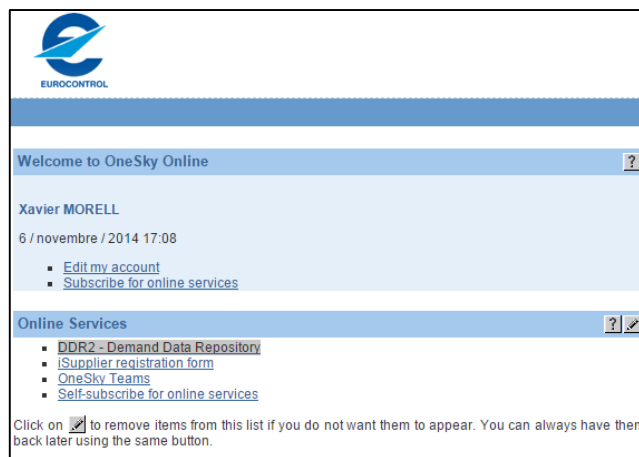 EUROCONTROL
Welcome to OneSky Online
?
Xavier MORELL
6 / novembre / 2014 17:08
Edit my account
Subscribe for online services
Online Services
?
DDR2 - Demand Data Repository
iSupplier registration form
OneSky Teams
Self-subscribe for online services
Click on to remove items from this list if you do not want them to appear. You can always have them
back later using the same button.